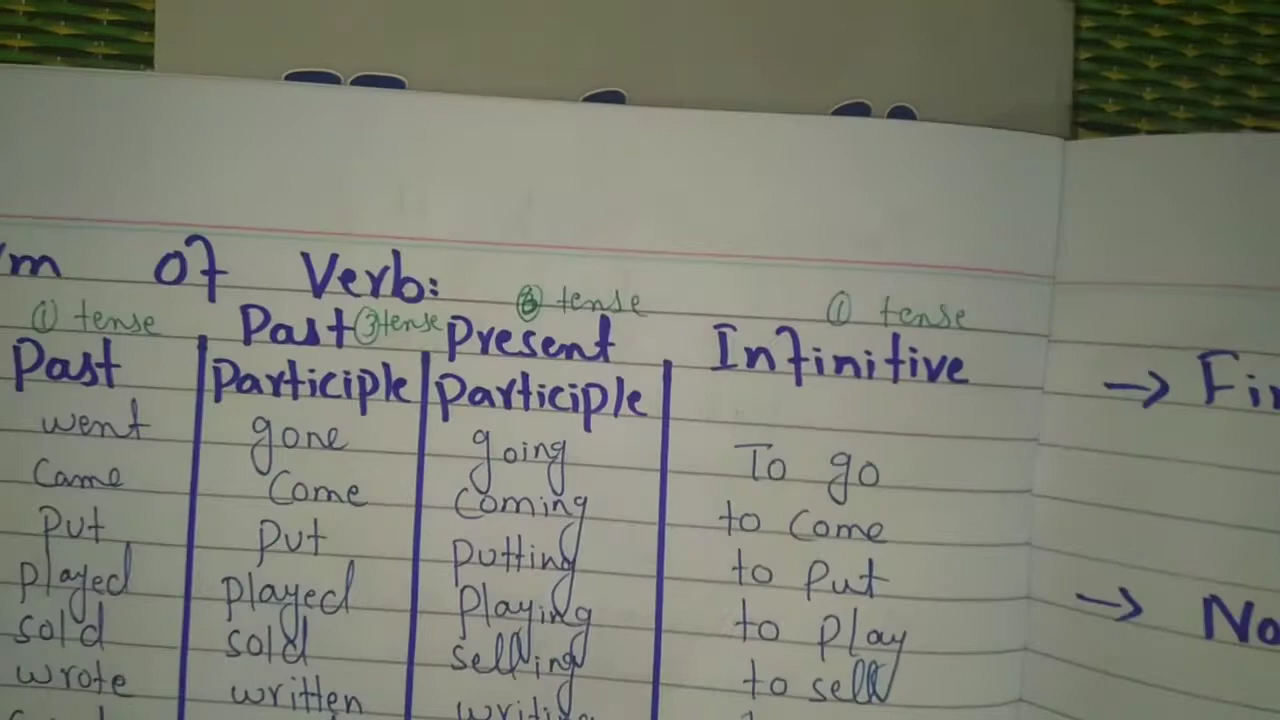 m of Verb:
① tense Past ③ tense Present tense ① tense
Past Participle Participle Infinitive
went gone going To go
came Come Coming to come
put put putting to put
played played playing to play
sold sold selling to sell
wrote written
→ Fi
→ No